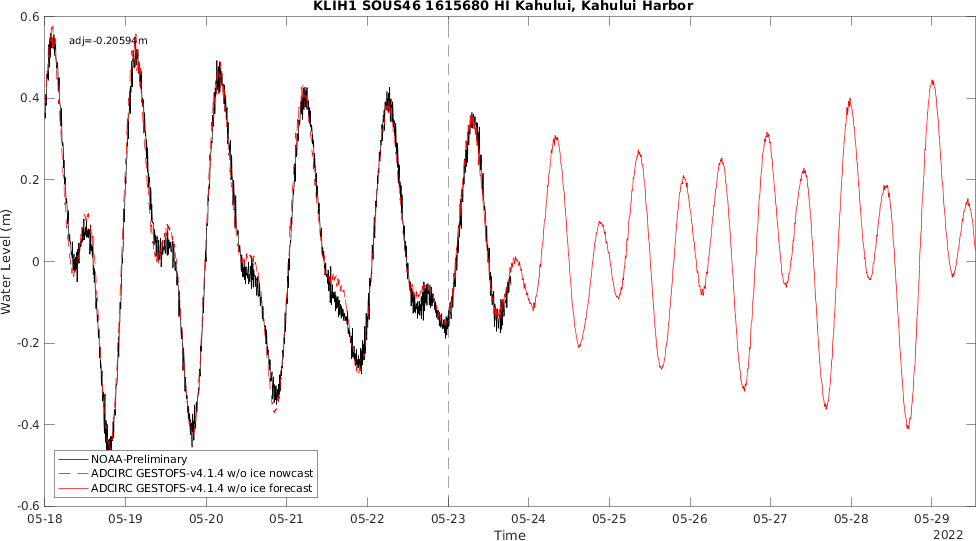 KLIH1 SOUS46 1615680 HI Kahului, Kahului Harbor
0.6
adj=-0.20594m
0.4
0.2
0
-0.2
-0.4
-0.6
Water Level (m)
NOAA-Preliminary
ADCIRC GESTOFS-v4.1.4 w/o ice nowcast
ADCIRC GESTOFS-v4.1.4 w/o ice forecast
05-18 05-19 05-20 05-21 05-22 05-23 05-24 05-25 05-26 05-27 05-28 05-29
Time
2022